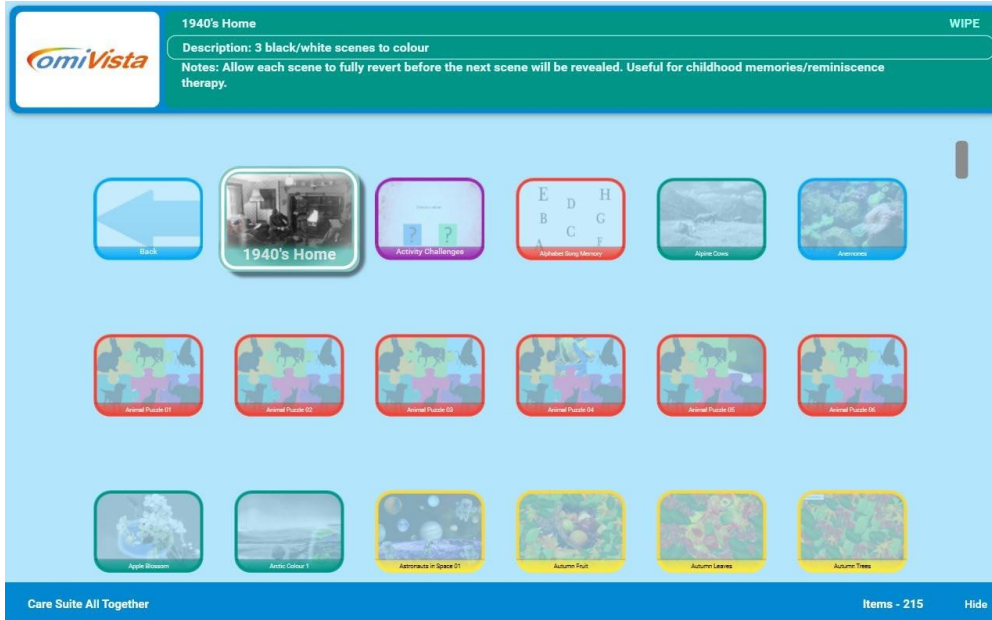 1940's Home
WIPE
omiVista
Description: 3 black/white scenes to colour
Notes: Allow each scene to fully revert before the next scene will be revealed. Useful for childhood memories/reminiscence
therapy.
Back
1940's Home
? ?
Activity Challenges
E D H
B C G
A F
Alphabet Song Memory
Alpine Cows
Anemones
Animal Puzzle 01
Animal Puzzle 02
Animal Puzzle 03
Animal Puzzle 04
Animal Puzzle 05
Animal Puzzle 06
Apple Blossom
Arctic Colour 1
Astronauts in Space 01
Autumn Fruit
Autumn Leaves
Autumn Trees
Care Suite All Together
Items - 215
Hide